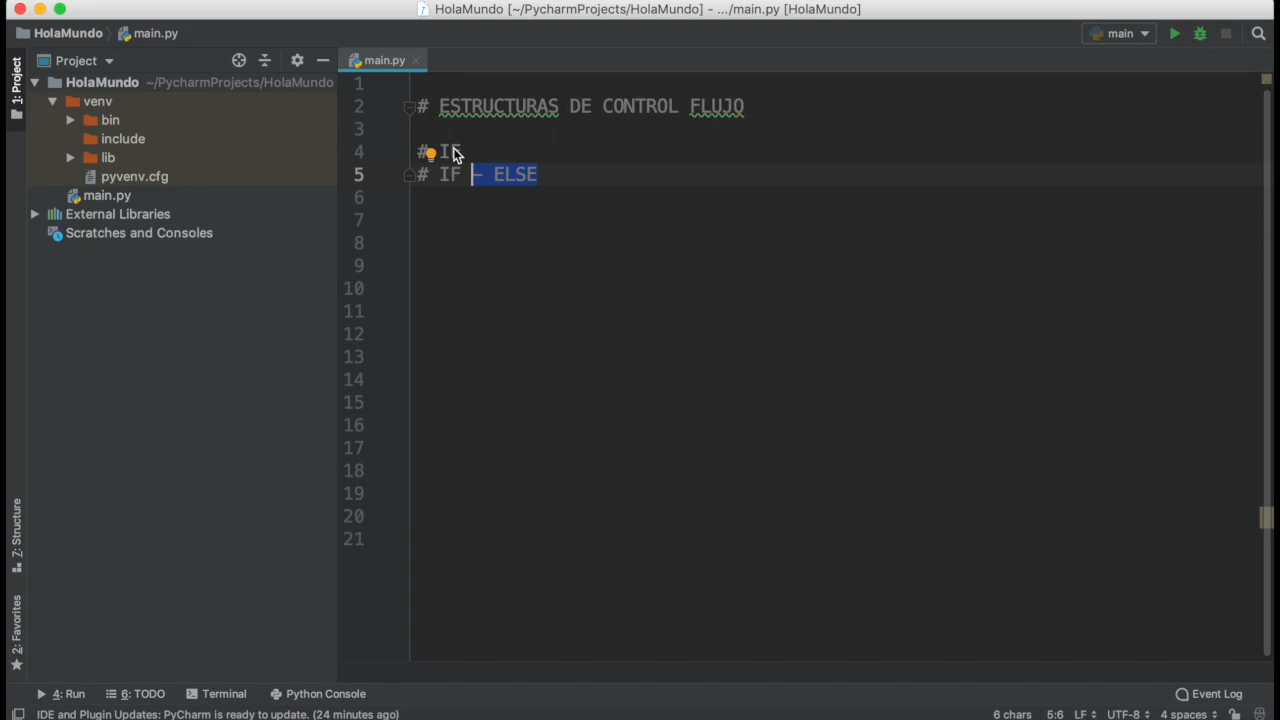 HolaMundo [~/PycharmProjects/HolaMundo] - .../main.py [HolaMundo]
HolaMundo
main.py
main
1: Project
Project
main.py
HolaMundo ~/PycharmProjects/HolaMundo
venv
bin
include
lib
pyvenv.cfg
main.py
External Libraries
Scratches and Consoles
1
2 # ESTRUCTURAS DE CONTROL FLUJO
3
4 # IF
5 # IF - ELSE
6
7
8
9
10
11
12
13
14
15
16
17
18
19
20
21
7: Structure
2: Favorites
4: Run
6: TODO
Terminal
Python Console
Event Log
IDE and Plugin Updates: PyCharm is ready to update. (24 minutes ago)
6 chars 5:6 LF UTF-8 4 spaces